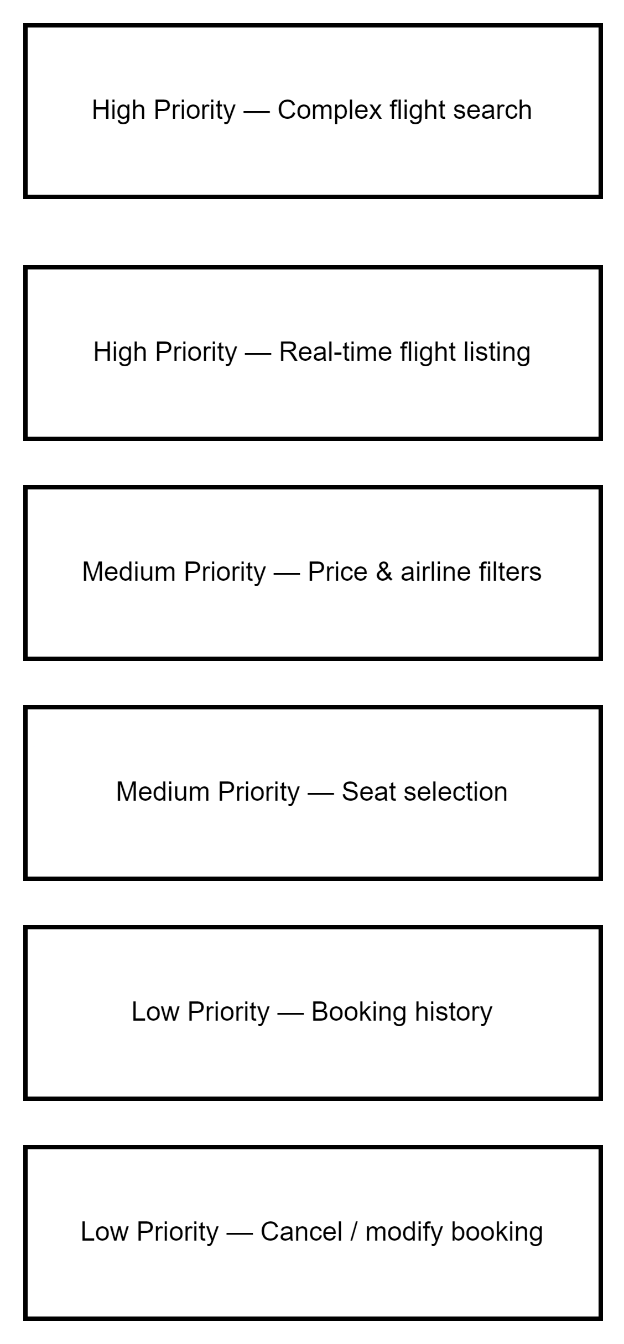 High Priority — Complex flight search
High Priority — Real-time flight listing
Medium Priority — Price & airline filters
Medium Priority — Seat selection
Low Priority — Booking history
Low Priority — Cancel / modify booking